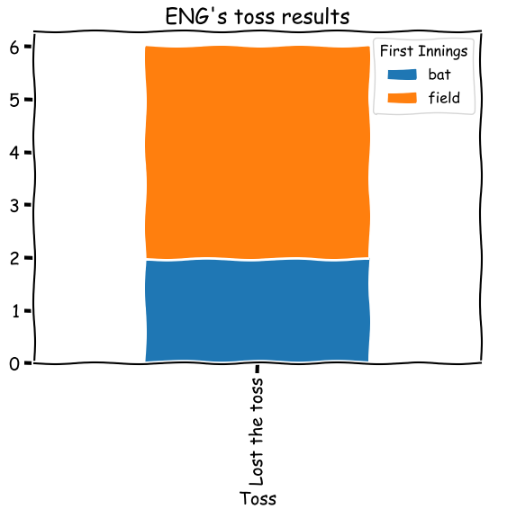 ENG's toss results
First Innings
bat
field
6
5
4
3
2
1
0
Lost the toss
Toss